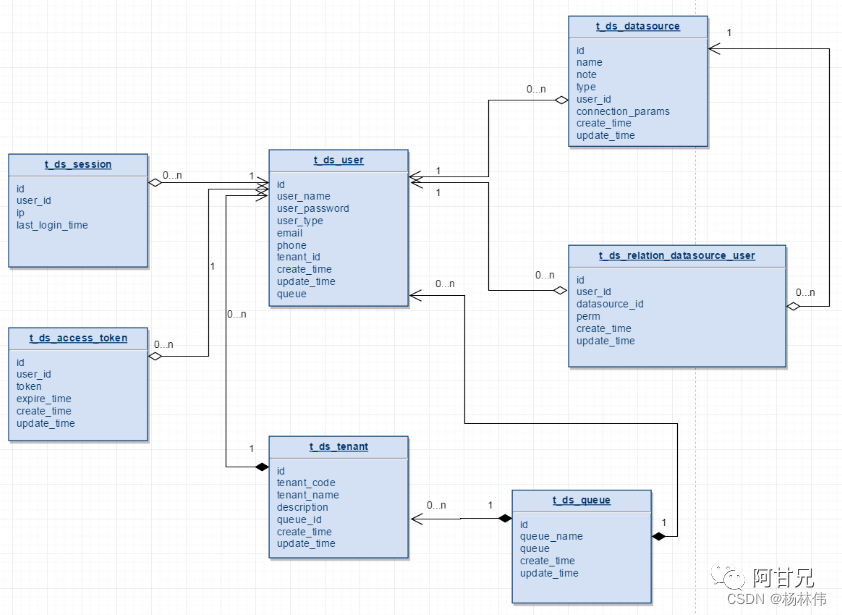 t_ds_datasource
id
name
note
type
user_id
connection_params
create_time
update_time
1
0...n
t_ds_session
id
user_id
ip
last_login_time
0...n
1
t_ds_user
id
user_name
user_password
user_type
email
phone
tenant_id
create_time
update_time
queue
1
1
0...n
t_ds_relation_datasource_user
id
user_id
datasource_id
perm
create_time
update_time
0...n
0...n
1
0...n
t_ds_access_token
id
user_id
token
expire_time
create_time
update_time
0...n
1
t_ds_tenant
id
tenant_code
tenant_name
description
queue_id
create_time
update_time
0...n
1
t_ds_queue
id
queue_name
queue
create_time
update_time
1
阿甘兄
CSDN @杨林伟